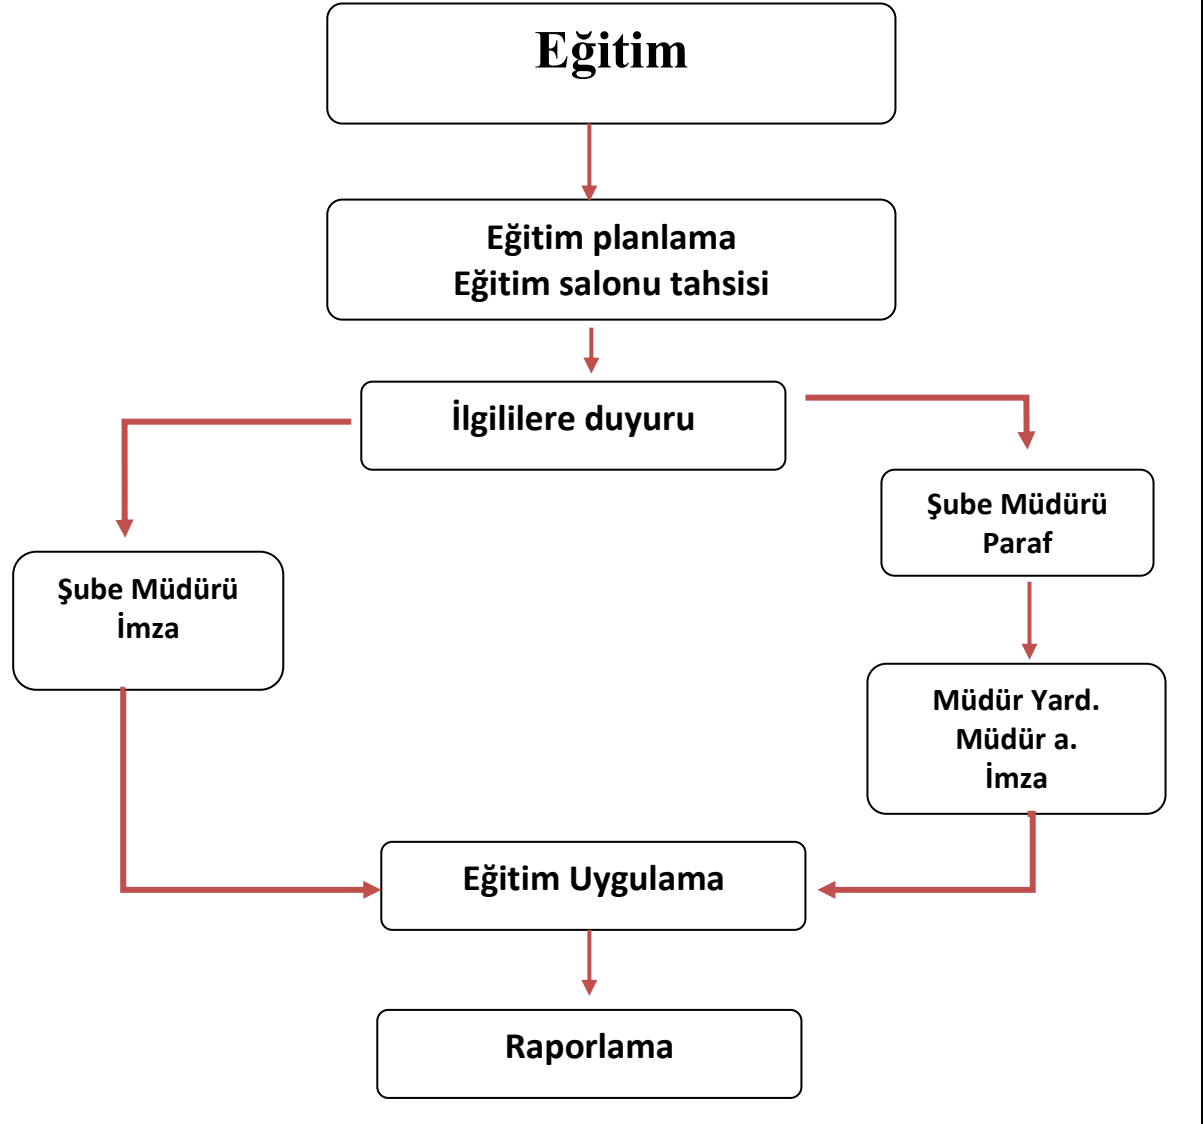 Eğitim
Eğitim planlama
Eğitim salonu tahsisi
İlgililere duyuru
Şube Müdürü
Paraf
Şube Müdürü
İmza
Müdür Yard.
Müdür a.
İmza
Eğitim Uygulama
Raporlama